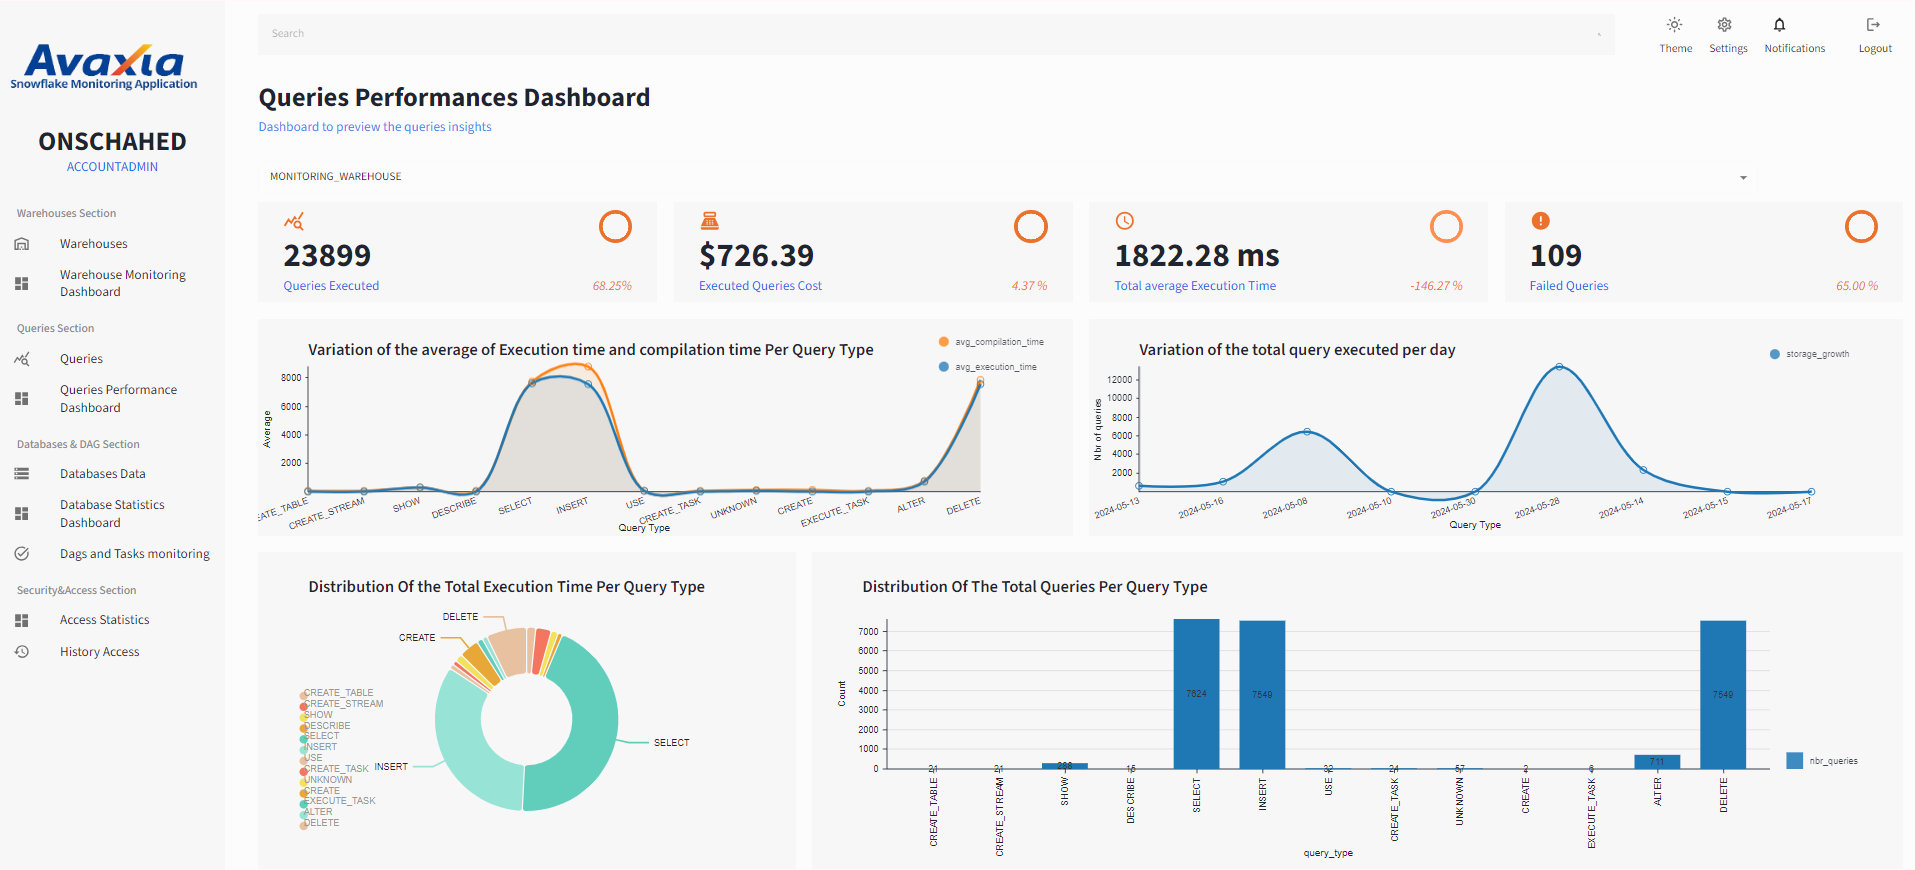 Avaxia
Snowflake Monitoring Application
ONSCHAHED
ACCOUNTADMIN
Warehouses Section
Warehouses
Warehouse Monitoring
Dashboard
Queries Section
Queries
Queries Performance
Dashboard
Databases & DAG Section
Databases Data
Database Statistics
Dashboard
Dags and Tasks monitoring
Security&Access Section
Access Statistics
History Access
Search
Theme
Settings
Notifications
Logout
Queries Performances Dashboard
Dashboard to preview the queries insights
MONITORING_WAREHOUSE
23899
Queries Executed
68.25%
$726.39
Executed Queries Cost
4.37 %
1822.28 ms
Total average Execution Time
-146.27 %
109
Failed Queries
65.00 %
Variation of the average of Execution time and compilation time Per Query Type
avg_compilation_time
avg_execution_time
8000
6000
4000
2000
Average
EATE_TABLE
CREATE_STREAM
SHOW
DESCRIBE
SELECT
INSERT
USE
CREATE_TASK
UNKNOWN
CREATE
EXECUTE_TASK
ALTER
DELETE
Query Type
Variation of the total query executed per day
storage_growth
12000
10000
8000
6000
4000
2000
Nbr of queries
2024-05-13
2024-05-16
2024-05-08
2024-05-10
2024-05-30
2024-05-28
2024-05-14
2024-05-15
2024-05-17
Query Type
Distribution Of the Total Execution Time Per Query Type
DELETE
CREATE
SELECT
INSERT
CREATE_TABLE
CREATE_STREAM
SHOW
DESCRIBE
SELECT
INSERT
USE
CREATE_TASK
UNKNOWN
CREATE
EXECUTE_TASK
ALTER
DELETE
Distribution Of The Total Queries Per Query Type
7000
6000
5000
4000
3000
2000
1000
0
Count
21
21
288
15
7624
7549
32
24
57
2
6
711
7549
CREATE_TABLE
CREATE_STREAM
SHOW
DESCRIBE
SELECT
INSERT
USE
CREATE_TASK
UNKNOWN
CREATE
EXECUTE_TASK
ALTER
DELETE
query_type
nbr_queries